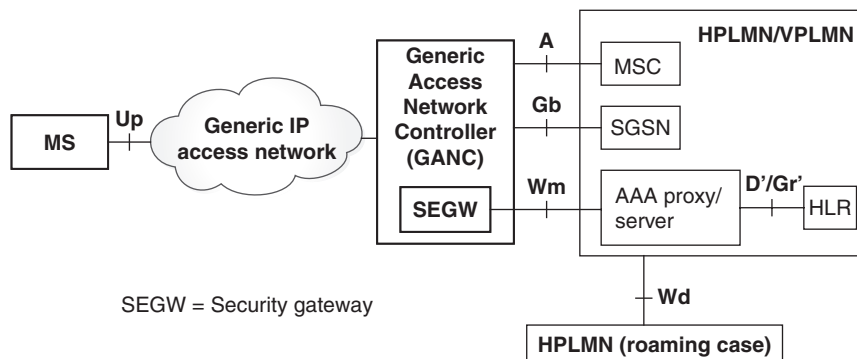 MS
Up
Generic IP
access network
Generic
Access
Network
Controller
(GANC)
SEGW
A
Gb
Wm
HPLMN/VPLMN
MSC
SGSN
AAA proxy/
server
D'/Gr'
HLR
Wd
HPLMN (roaming case)
SEGW = Security gateway